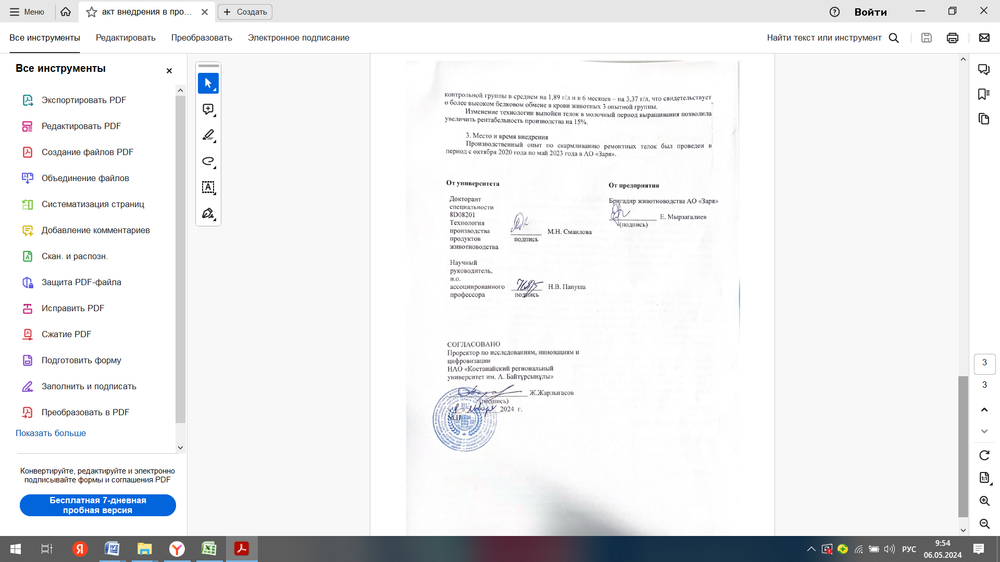 Меню
акт внедрения в про...
Создать
Войти
Все инструменты
Редактировать
Преобразовать
Электронное подписание
Найти текст или инструмент
Все инструменты
Экспортировать PDF
Редактировать PDF
Создание файлов PDF
Объединение файлов
Систематизация страниц
Добавление комментариев
Скан. и распозн.
Защита PDF-файла
Исправить PDF
Сжатие PDF
Подготовить форму
Заполнить и подписать
Преобразовать в PDF
Показать больше
Конвертируйте, редактируйте и электронно
подписывайте формы и соглашения PDF
Бесплатная 7-дневная
пробная версия
контрольной группы в среднем на 1,89 г/л и в 6 месяцев – на 3,37 г/л, что свидетельствует
о более высоком белковом обмене в крови животных 3 опытной группы.
Изменение технологии выпойки телок в молочный период выращивания позволила
увеличить рентабельность производства на 15%.
3. Место и время внедрения
Производственный опыт по скармливанию ремонтных телок был проведен в
период с октября 2020 года по май 2023 года в АО «Заря».
От университета
Докторант
специальности
8D08201
Технология
производства
продуктов
животноводства
М.Н. Смаилова
подпись
Научный
руководитель,
и.о.
ассоциированного
профессора
Н.В. Папуша
подпись
От предприятия
Бригадир животноводства АО «Заря»
Е. Мырзагалиев
(подпись)
СОГЛАСОВАНО
Проректор по исследованиям, инновациям и
цифровизации
НАО «Костанайский региональный
университет им. А. Байтұрсынұлы»
Ж.Жарлыгасов
(подпись)
2024 г.
М.П.
BU
3
3
1:1
РУС
9:54
06.05.2024